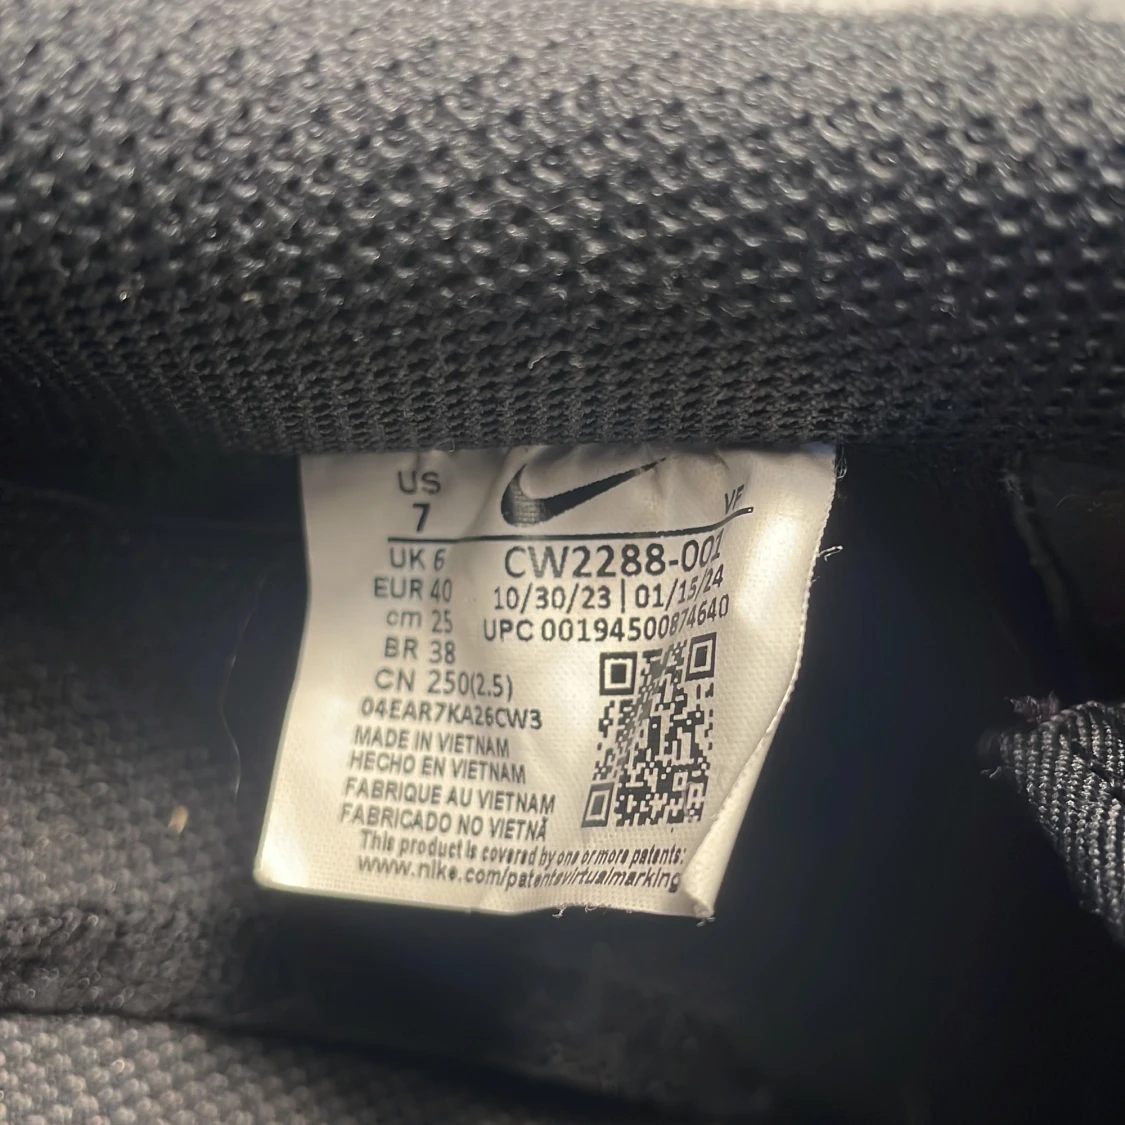 US
7
VF
UK 6
EUR 40
cm 25
BR 38
CN 250(2.5)
CW2288-001
10/30/23 | 01/15/24
UPC 00194500874640
04EAR7KA26CW3
MADE IN VIETNAM
HECHO EN VIETNAM
FABRIQUE AU VIETNAM
FABRICADO NO VIETNÃ
This product is covered by one or more patents:
www.nike.com/patentsvirtualmarking